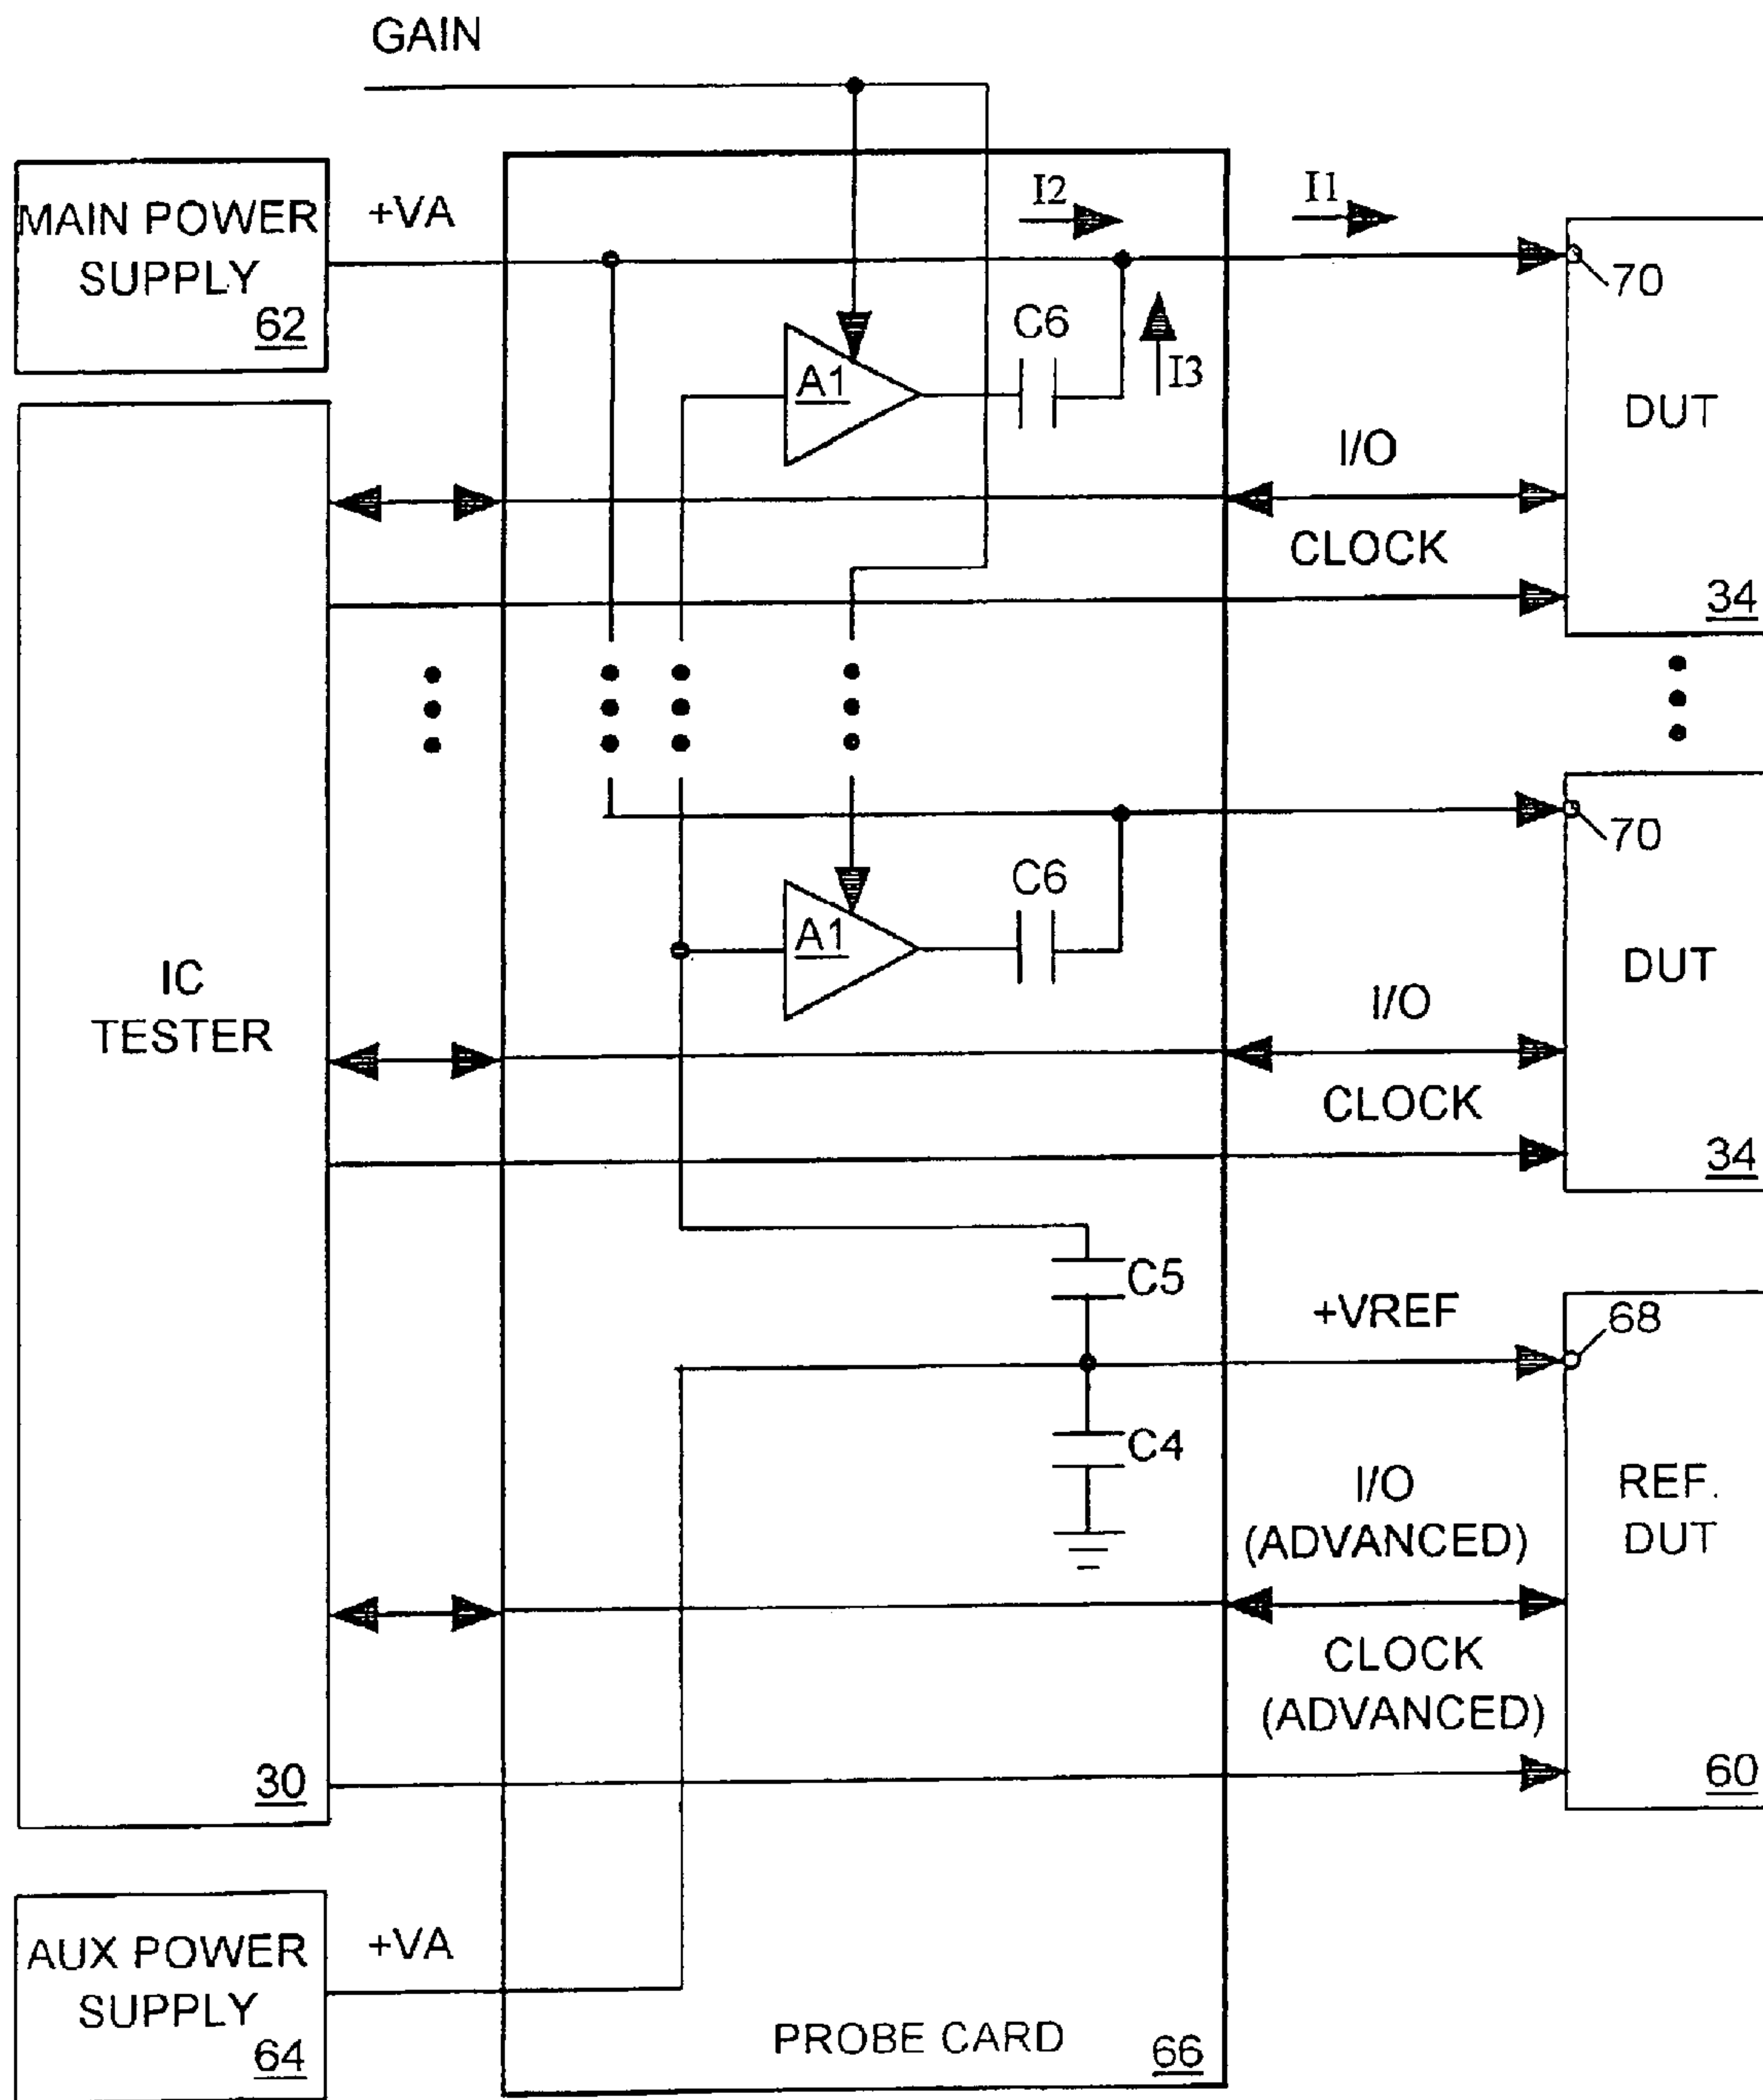 GAIN
MAIN POWER
SUPPLY
62
+VA
I2
I1
70
A1
C6
I3
DUT
I/O
CLOCK
34
70
A1
C6
DUT
IC
TESTER
I/O
CLOCK
34
C5
+VREF
68
C4
REF.
DUT
I/O
(ADVANCED)
CLOCK
(ADVANCED)
30
60
AUX POWER
SUPPLY
64
+VA
PROBE CARD
66